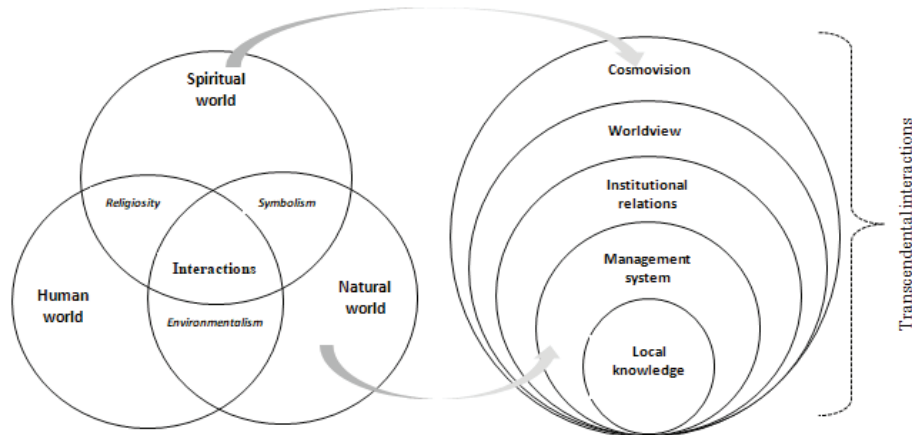 Spiritual
world
Religiosity
Symbolism
Interactions
Human
world
Natural
world
Environmentalism
Cosmovision
Worldview
Institutional
relations
Management
system
Local
knowledge
Transcendental interactions